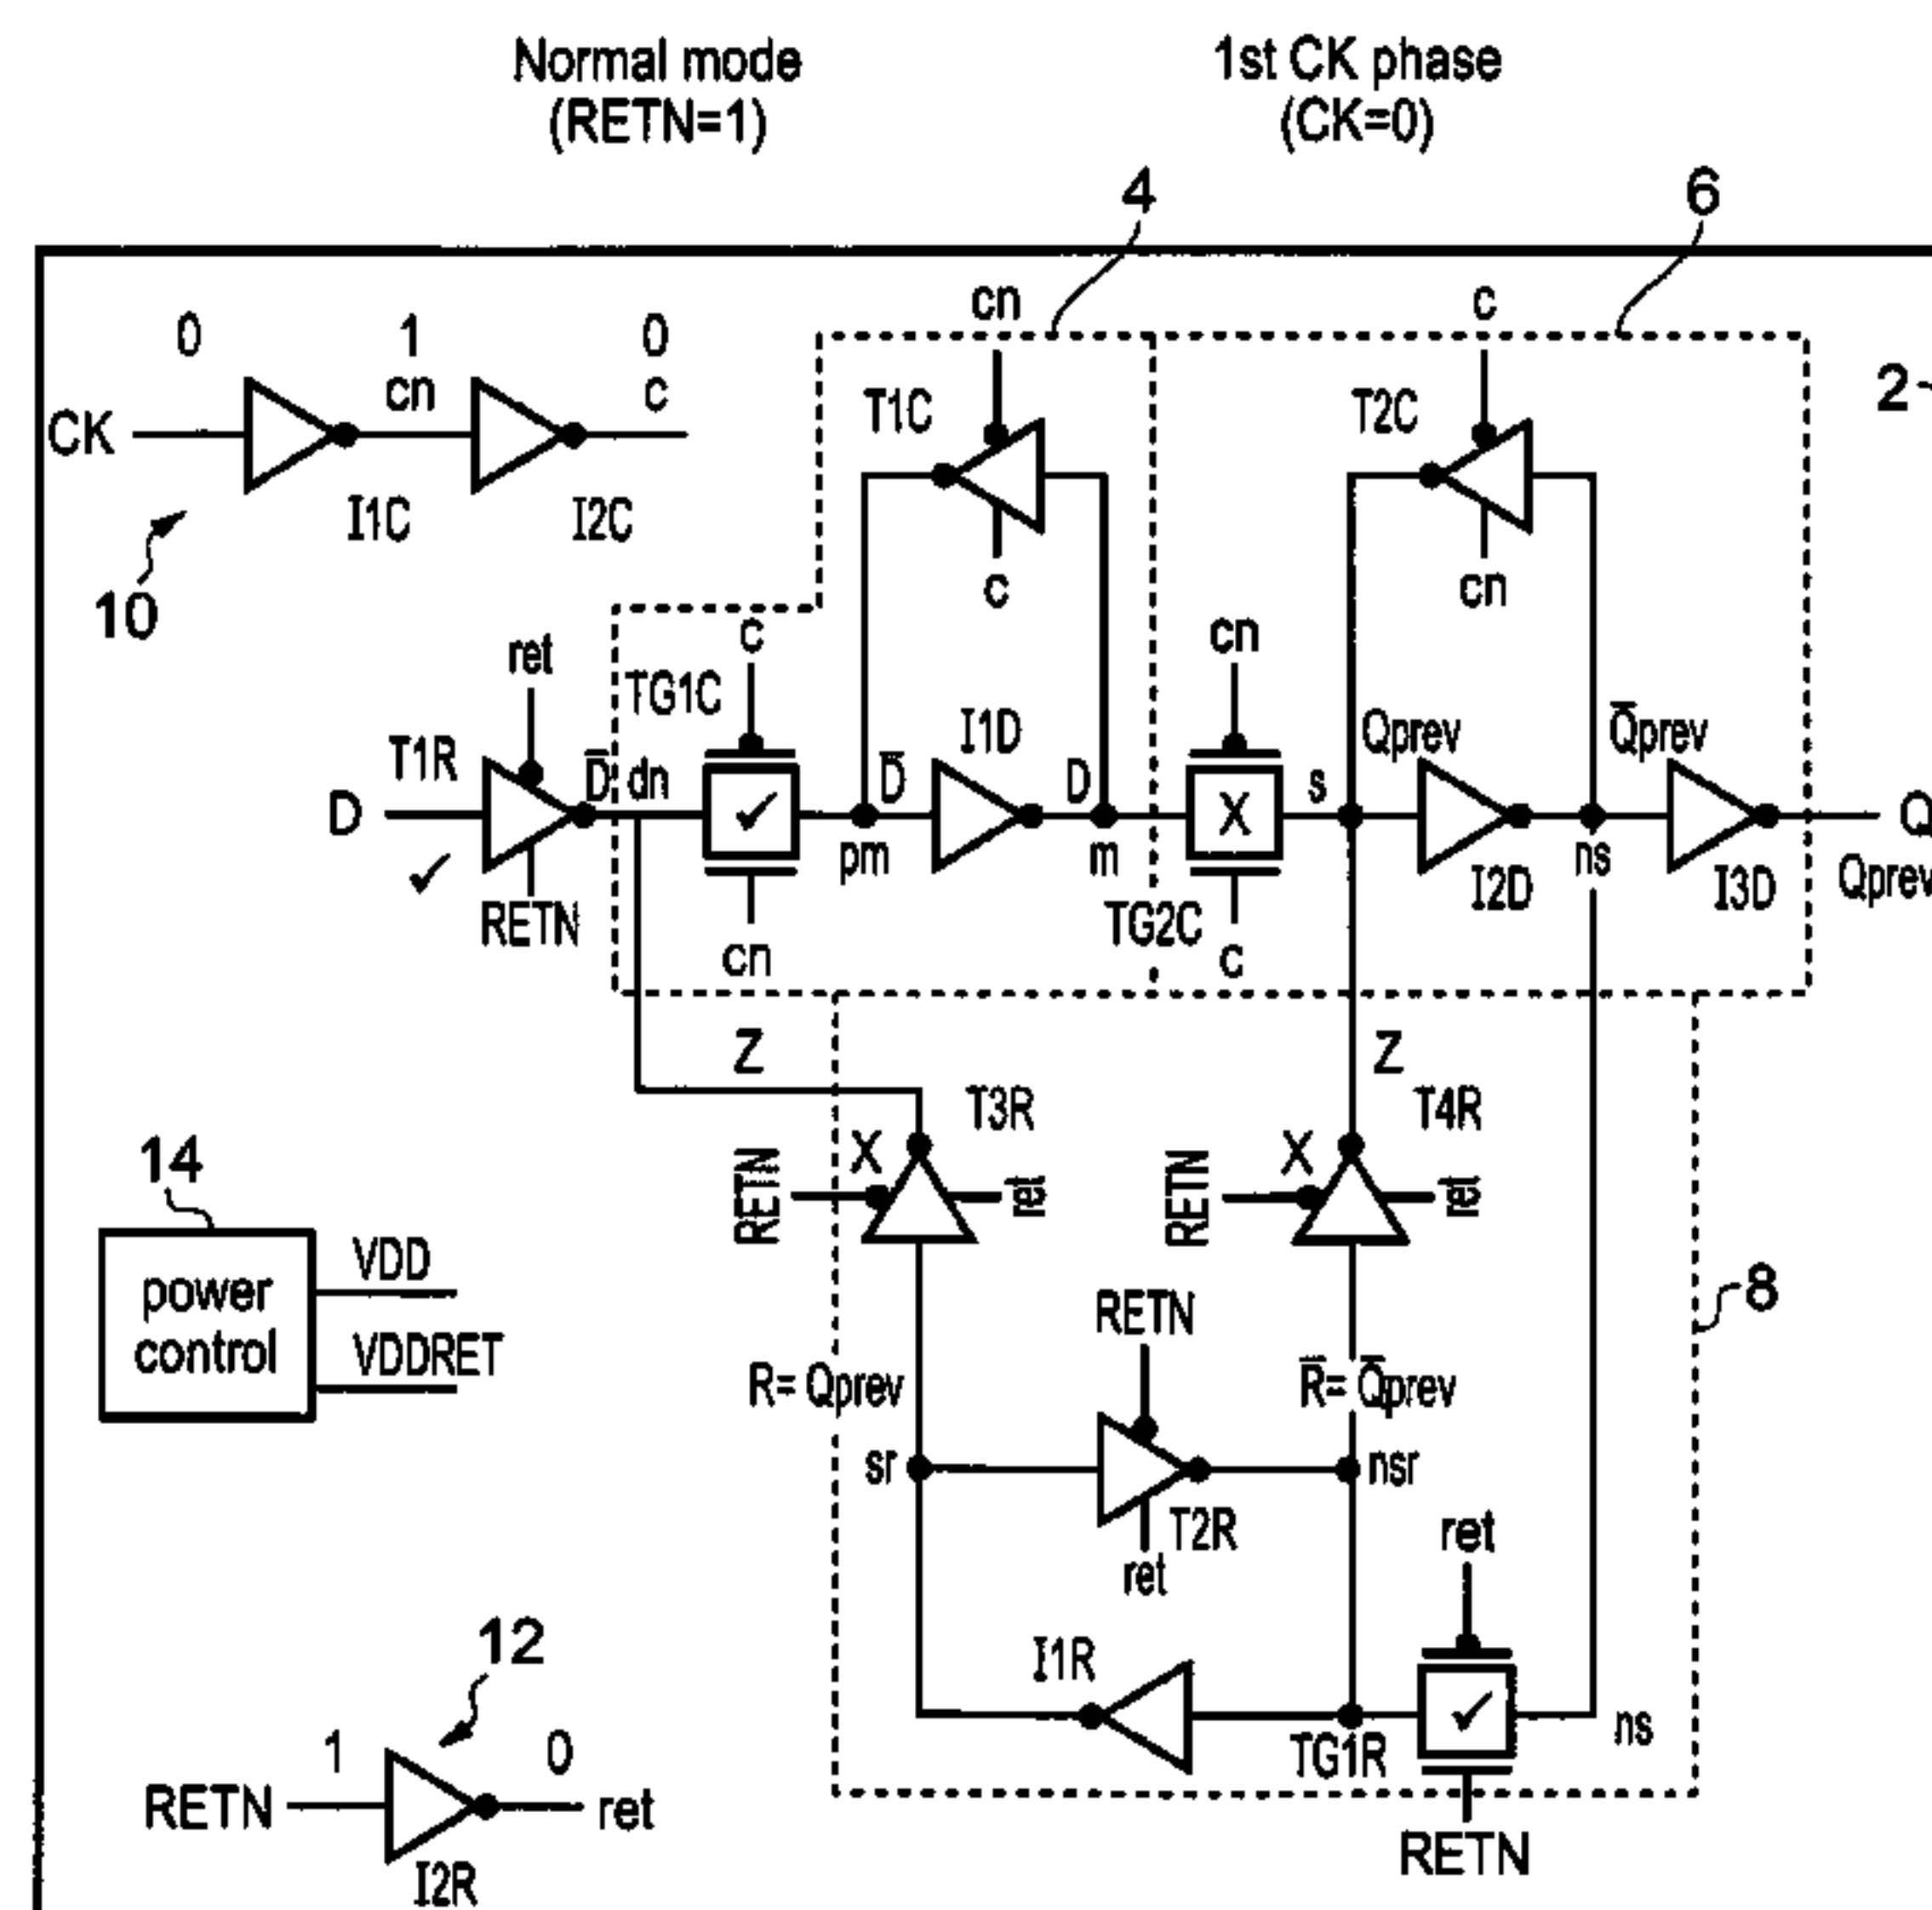 Normal mode
(RETN=1)
1st CK phase
(CK=0)
4
6
cn
c
0
1
0
cn
c
2
CK
T1C
T2C
I1C
I2C
c
cn
10
ret
c
cn
TG1C
I1D
Qprev
Q̅prev
T1R
D̅
dn
D̅
D
s
D
Q
pm
m
ns
I2D
I3D
Qprev
RETN
TG2C
cn
c
Z
Z
T3R
T4R
14
X
X
RETN
ret
RETN
ret
power
control
VDD
VDDRET
8
RETN
R= Qprev
R̅= Q̅prev
sr
nsr
T2R
ret
ret
12
I1R
TG1R
ns
1
0
RETN
ret
I2R
RETN